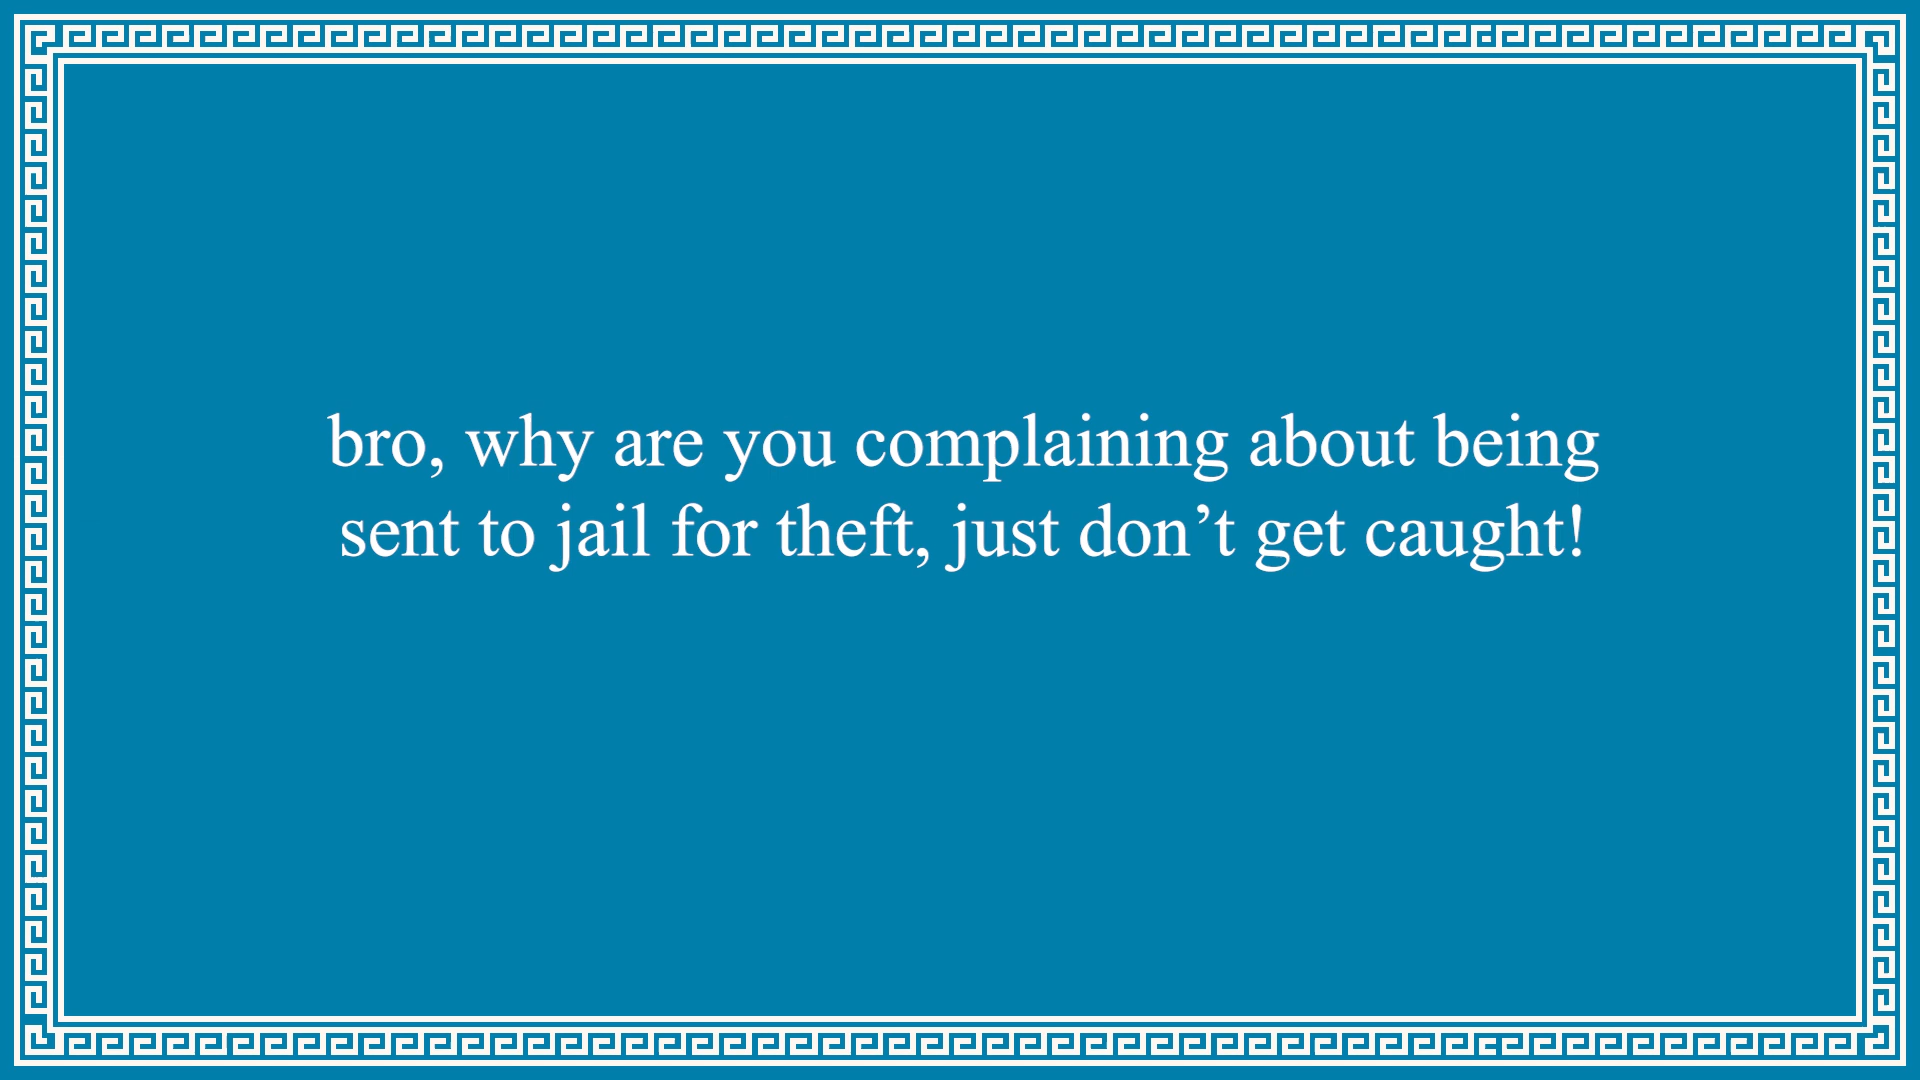 bro, why are you complaining about being
sent to jail for theft, just don’t get caught!